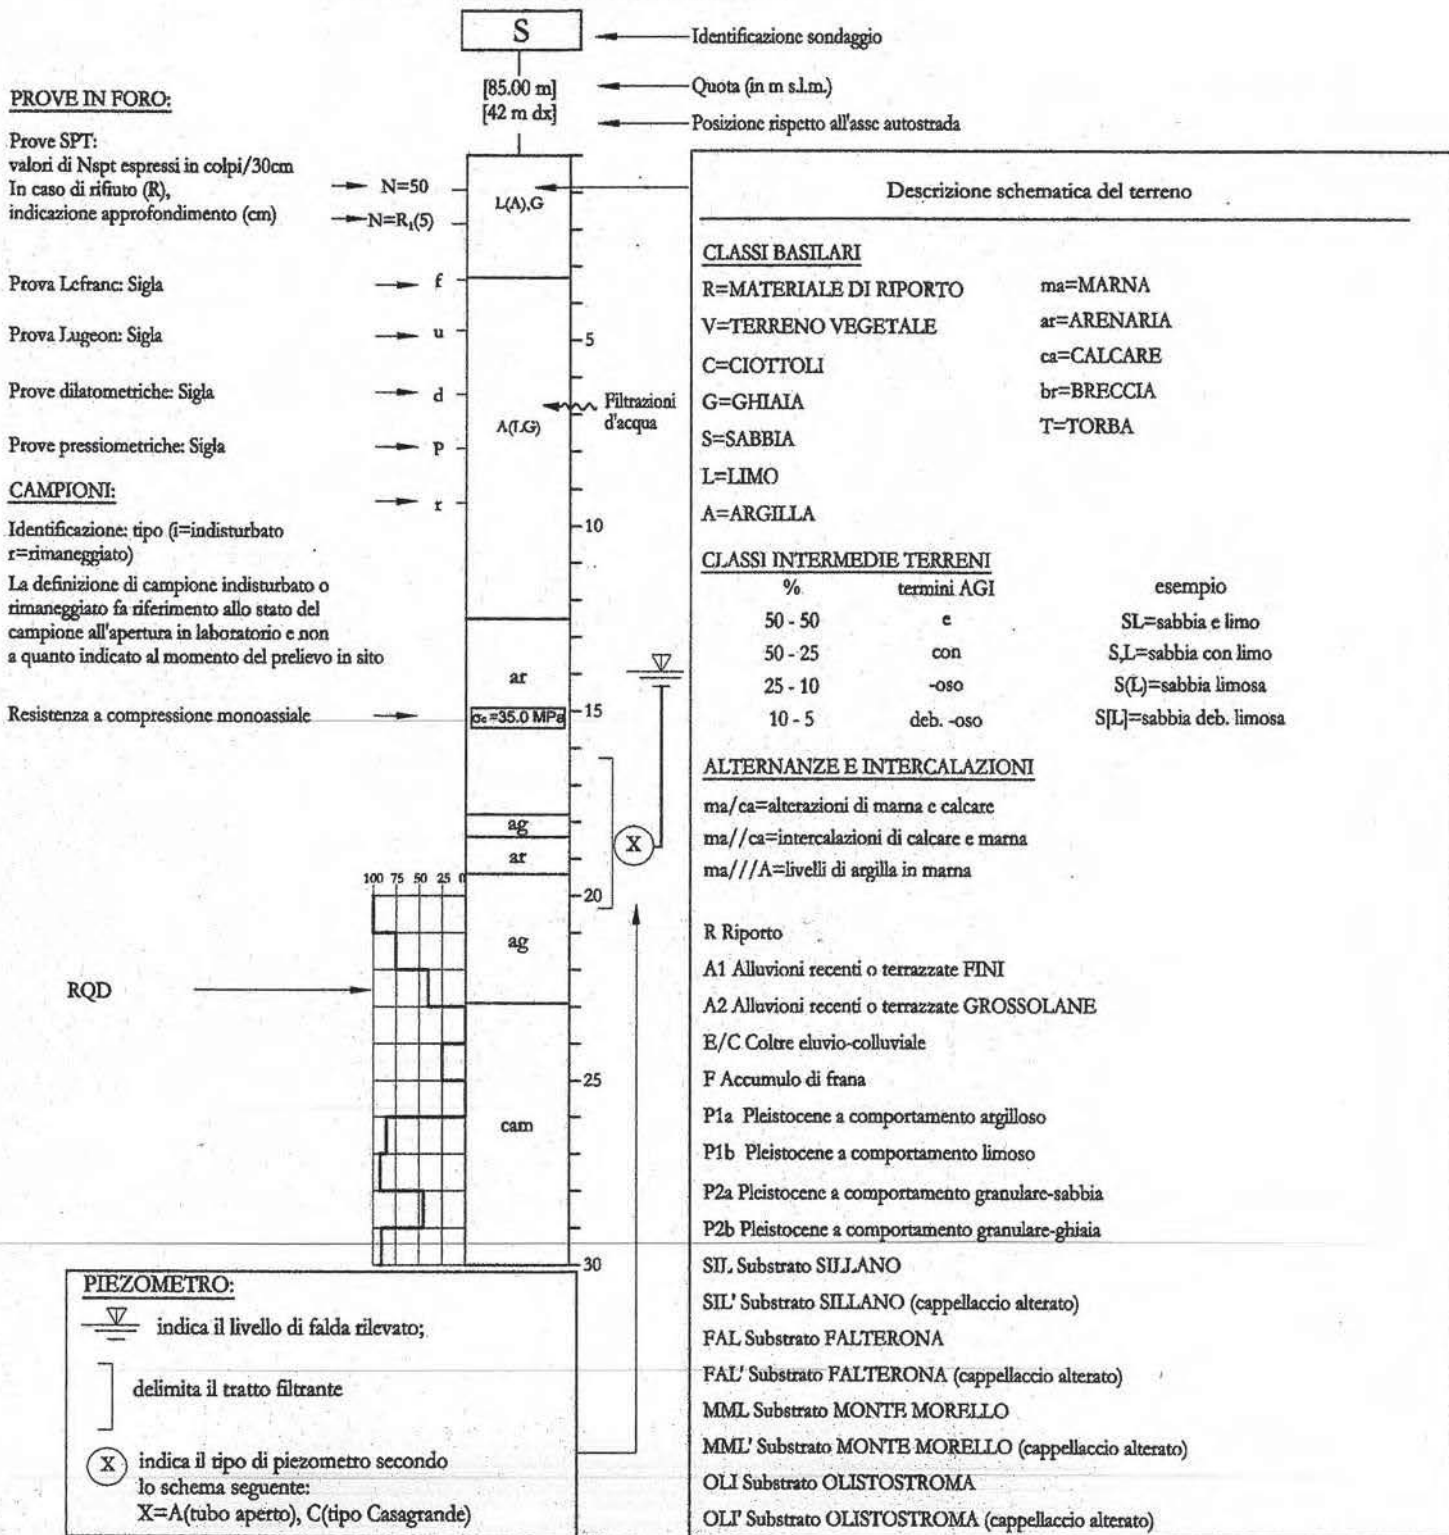 S
Identificazione sondaggio
[85.00 m]
Quota (in m s.l.m.)
[42 m dx]
Posizione rispetto all'asse autostrada
PROVE IN FORO:
Prove SPT:
valori di Nspt espressi in colpi/30cm
In caso di rifiuto (R),
indicazione approfondimento (cm)
N=50
N=R₁(5)
Prova Lefranc: Sigla
f
Prova Lugeon: Sigla
u
Prove dilatometriche: Sigla
d
Prove pressiometriche: Sigla
p
CAMPIONI:
r
Identificazione: tipo (i=indisturbato
r=rimaneggiato)
La definizione di campione indisturbato o
rimaneggiato fa riferimento allo stato del
campione all'apertura in laboratorio e non
a quanto indicato al momento del prelievo in sito
Resistenza a compressione monoassiale
RQD
100 75 50 25 0
L(A),G
A(LG)
ar
σc=35.0 MPa
ag
ar
ag
cam
5
10
15
20
25
30
Filtrazioni
d'acqua
X
PIEZOMETRO:
indica il livello di falda rilevato;
delimita il tratto filtrante
X
indica il tipo di piezometro secondo
lo schema seguente:
X=A(tubo aperto), C(tipo Casagrande)
Descrizione schematica del terreno
CLASSI BASILARI
R=MATERIALE DI RIPORTO
V=TERRENO VEGETALE
C=CIOTTOLI
G=GHIAIA
S=SABBIA
L=LIMO
A=ARGILLA
ma=MARNA
ar=ARENARIA
ca=CALCARE
br=BRECCIA
T=TORBA
CLASSI INTERMEDIE TERRENI
% termini AGI esempio
50 - 50 e SL=sabbia e limo
50 - 25 con S,L=sabbia con limo
25 - 10 -oso S(L)=sabbia limosa
10 - 5 deb. -oso S[L]=sabbia deb. limosa
ALTERNANZE E INTERCALAZIONI
ma/ca=alterazioni di marna e calcare
ma//ca=intercalazioni di calcare e marna
ma///A=livelli di argilla in marna
R Riporto
A1 Alluvioni recenti o terrazzate FINI
A2 Alluvioni recenti o terrazzate GROSSOLANE
E/C Coltre eluvio-colluviale
F Accumulo di frana
P1a Pleistocene a comportamento argilloso
P1b Pleistocene a comportamento limoso
P2a Pleistocene a comportamento granulare-sabbia
P2b Pleistocene a comportamento granulare-ghiaia
SIL Substrato SILLANO
SIL' Substrato SILLANO (cappellaccio alterato)
FAL Substrato FALTERONA
FAL' Substrato FALTERONA (cappellaccio alterato)
MML Substrato MONTE MORELLO
MML' Substrato MONTE MORELLO (cappellaccio alterato)
OLI Substrato OLISTOSTROMA
OLI' Substrato OLISTOSTROMA (cappellaccio alterato)